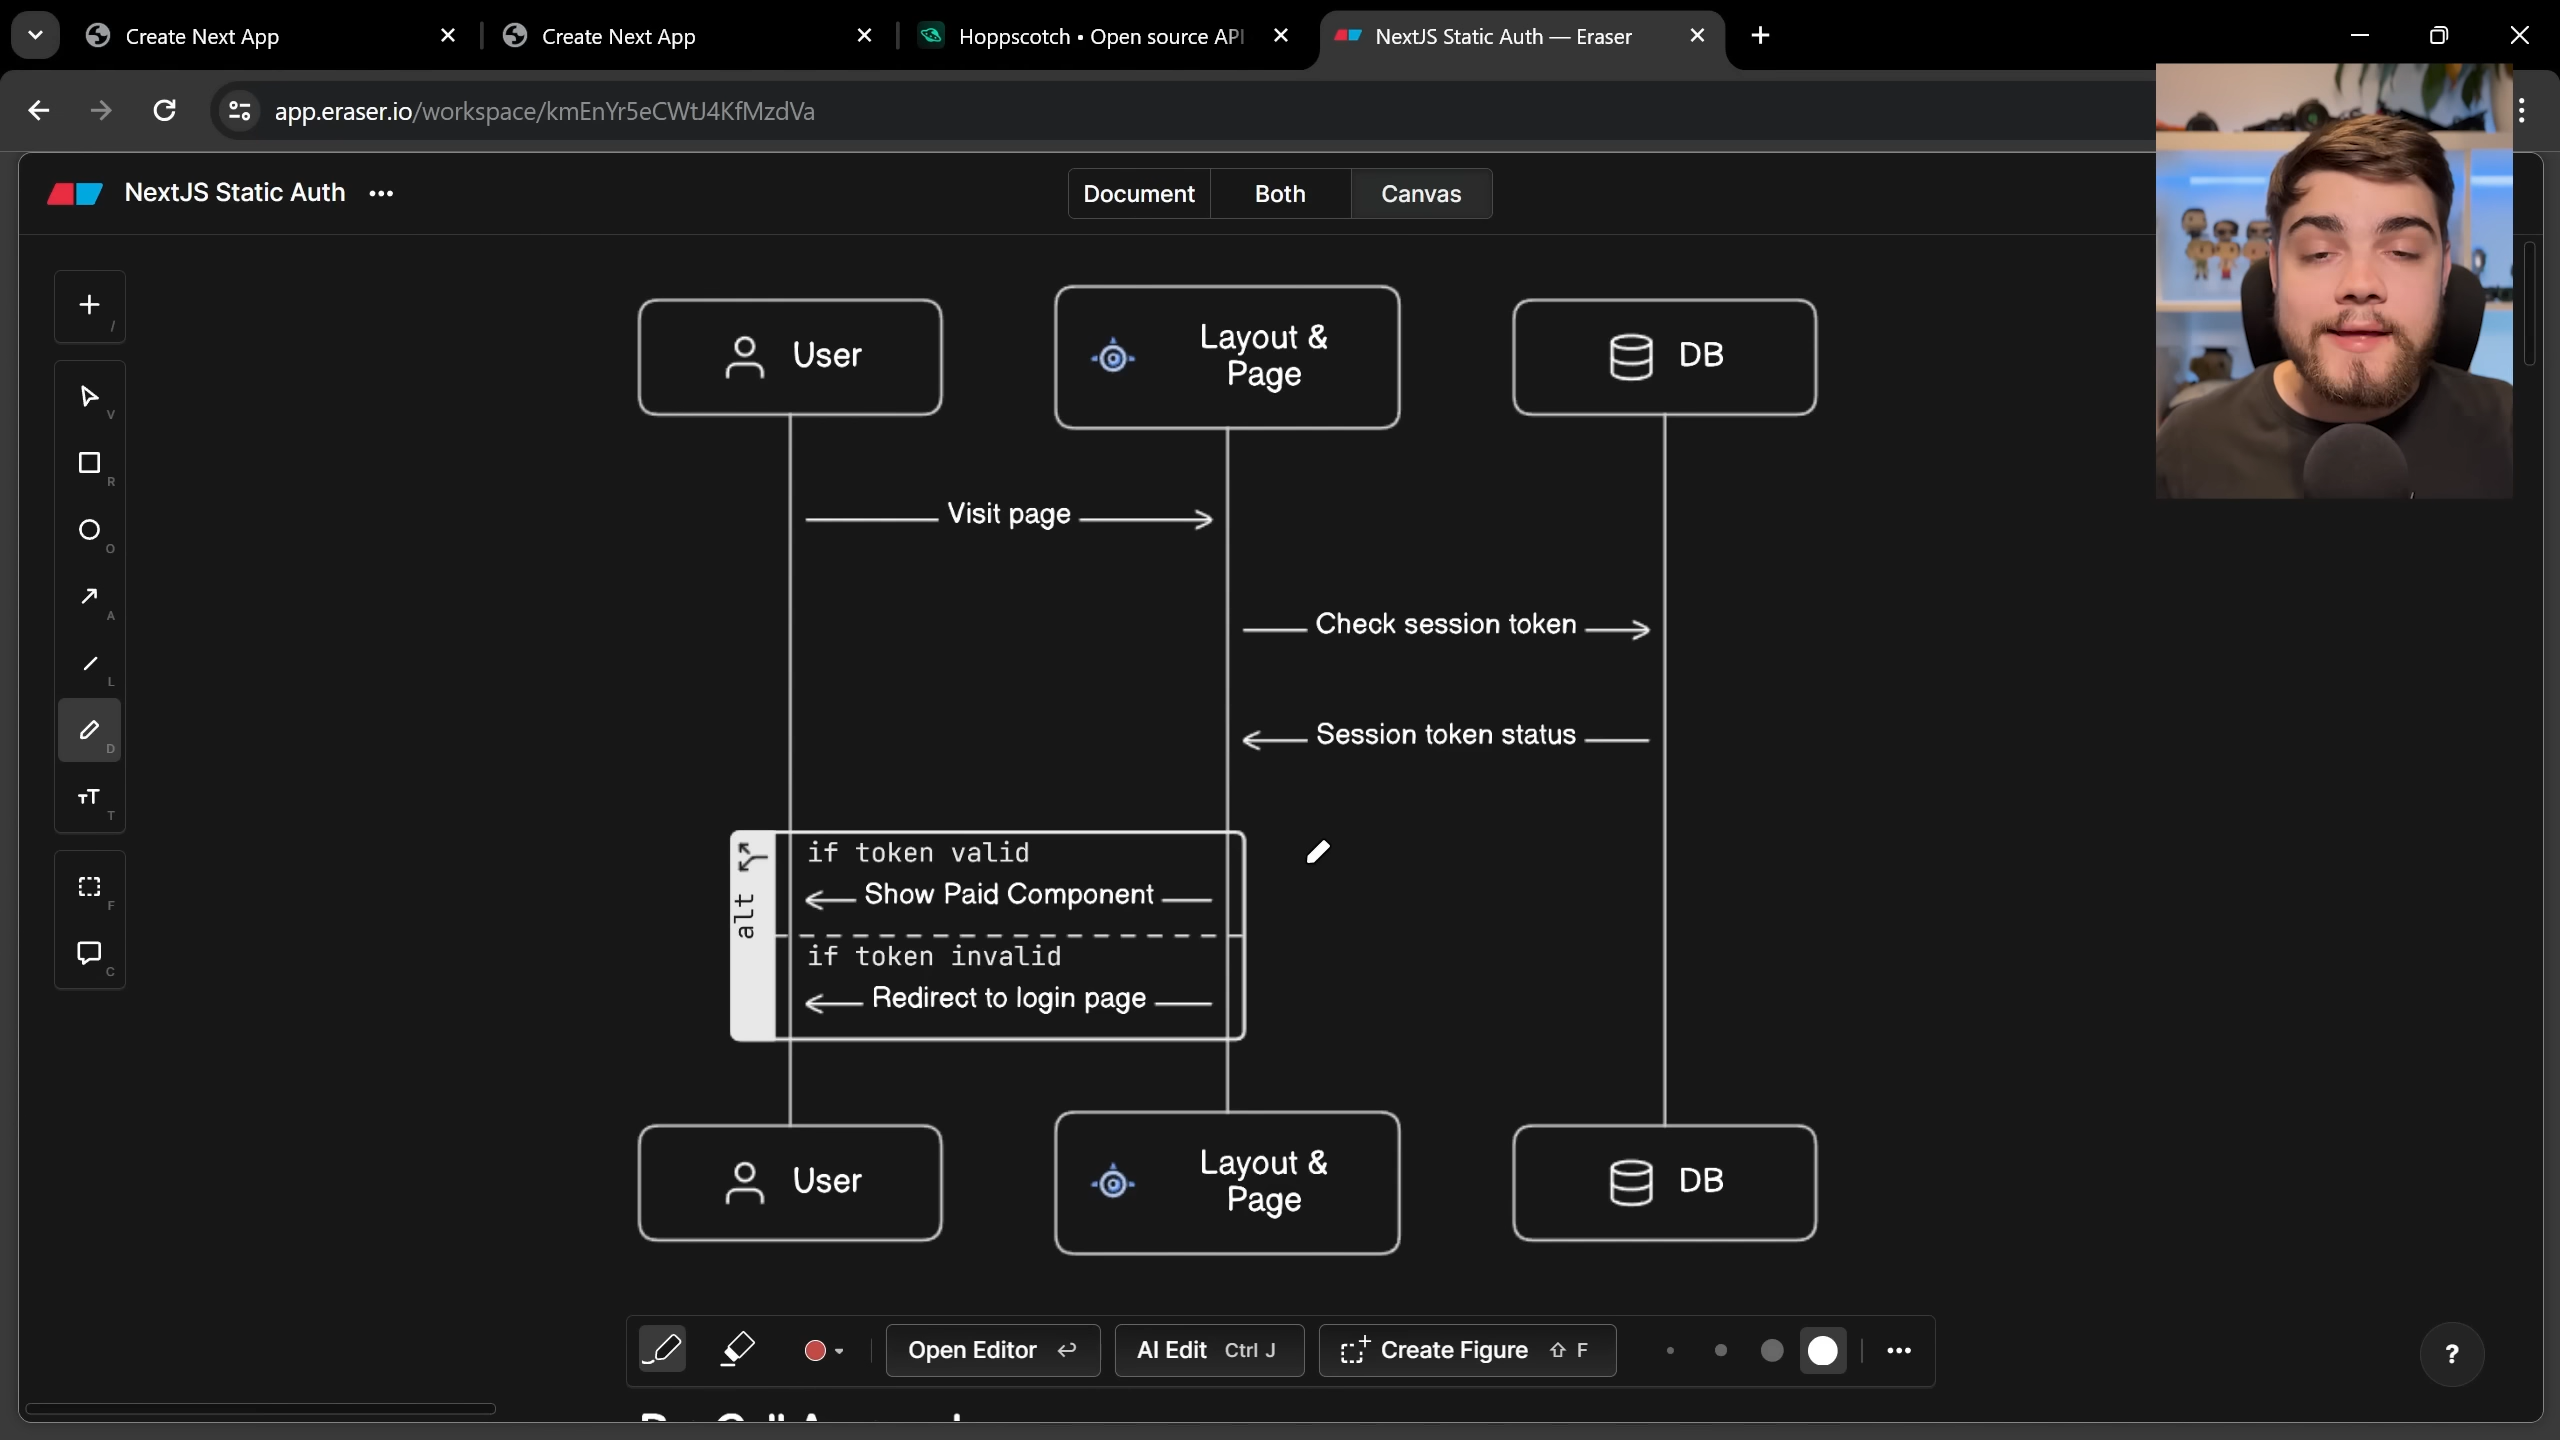 Create Next App
Create Next App
Hoppscotch • Open source API
NextJS Static Auth — Eraser
app.eraser.io/workspace/kmEnYr5eCWtJ4KfMzdVa
NextJS Static Auth
Document
Both
Canvas
/
V
R
O
A
L
D
T
F
C
User
Layout &
Page
DB
Visit page
Check session token
Session token status
alt
if token valid
Show Paid Component
if token invalid
Redirect to login page
User
Layout &
Page
DB
Open Editor
AI Edit Ctrl J
Create Figure F
?